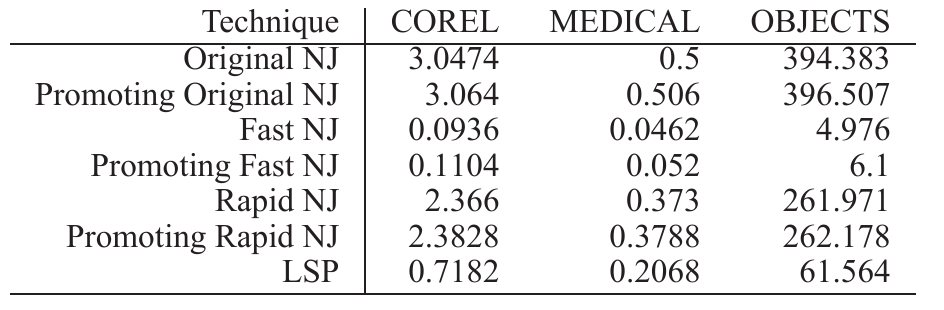 Technique COREL MEDICAL OBJECTS
Original NJ 3.0474 0.5 394.383
Promoting Original NJ 3.064 0.506 396.507
Fast NJ 0.0936 0.0462 4.976
Promoting Fast NJ 0.1104 0.052 6.1
Rapid NJ 2.366 0.373 261.971
Promoting Rapid NJ 2.3828 0.3788 262.178
LSP 0.7182 0.2068 61.564